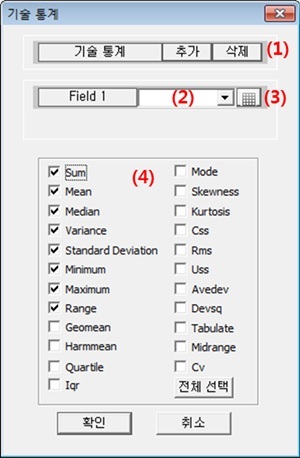 기술 통계
기술 통계 추가 삭제 (1)
Field 1 (2) (3)
(4)
Sum Mode
Mean Skewness
Median Kurtosis
Variance Css
Standard Deviation Rms
Minimum Uss
Maximum Avedev
Range Devsq
Geomean Tabulate
Harmmean Midrange
Quartile Cv
Iqr 전체 선택
확인 취소